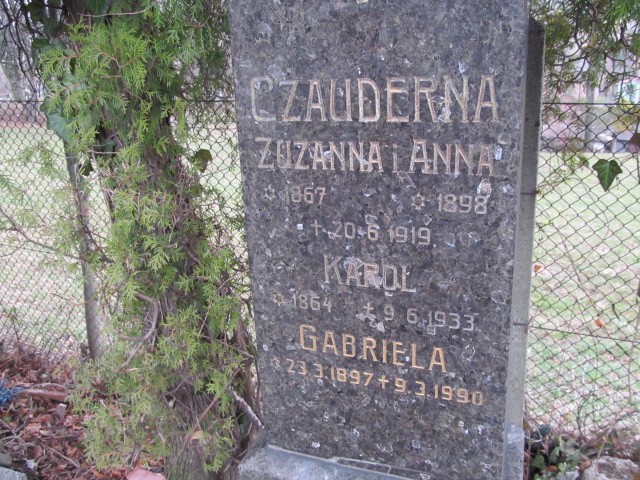 CZAUDERNA
ZUZANNA i ANNA
✩ 1867 ✩ 1898
+ 20.6.1919
KAROL
✩ 1864 + 9.6.1933
GABRIELA
✩ 23.3.1897 + 9.3.1990